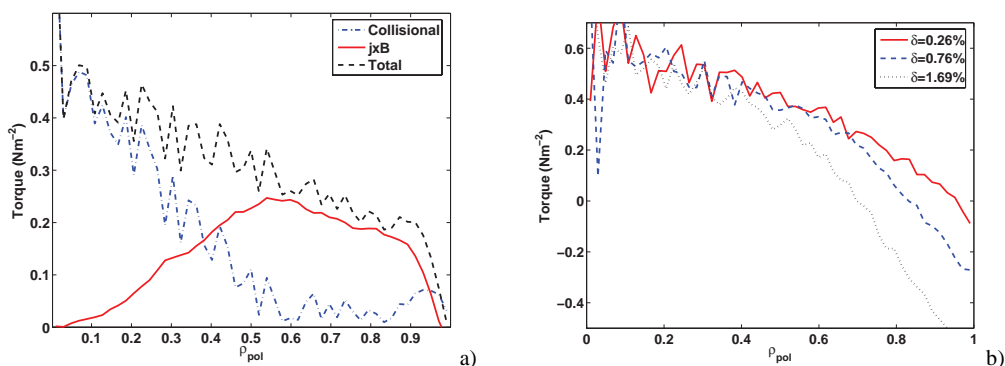 Collisional
jxB
Total
0.5
0.4
0.3
0.2
0.1
0
Torque (Nm⁻²)
0.1 0.2 0.3 0.4 0.5 0.6 0.7 0.8 0.9
ρpol
a)
δ=0.26%
δ=0.76%
δ=1.69%
0.6
0.4
0.2
0
−0.2
−0.4
Torque (Nm⁻²)
0 0.2 0.4 0.6 0.8 1
ρpol
b)